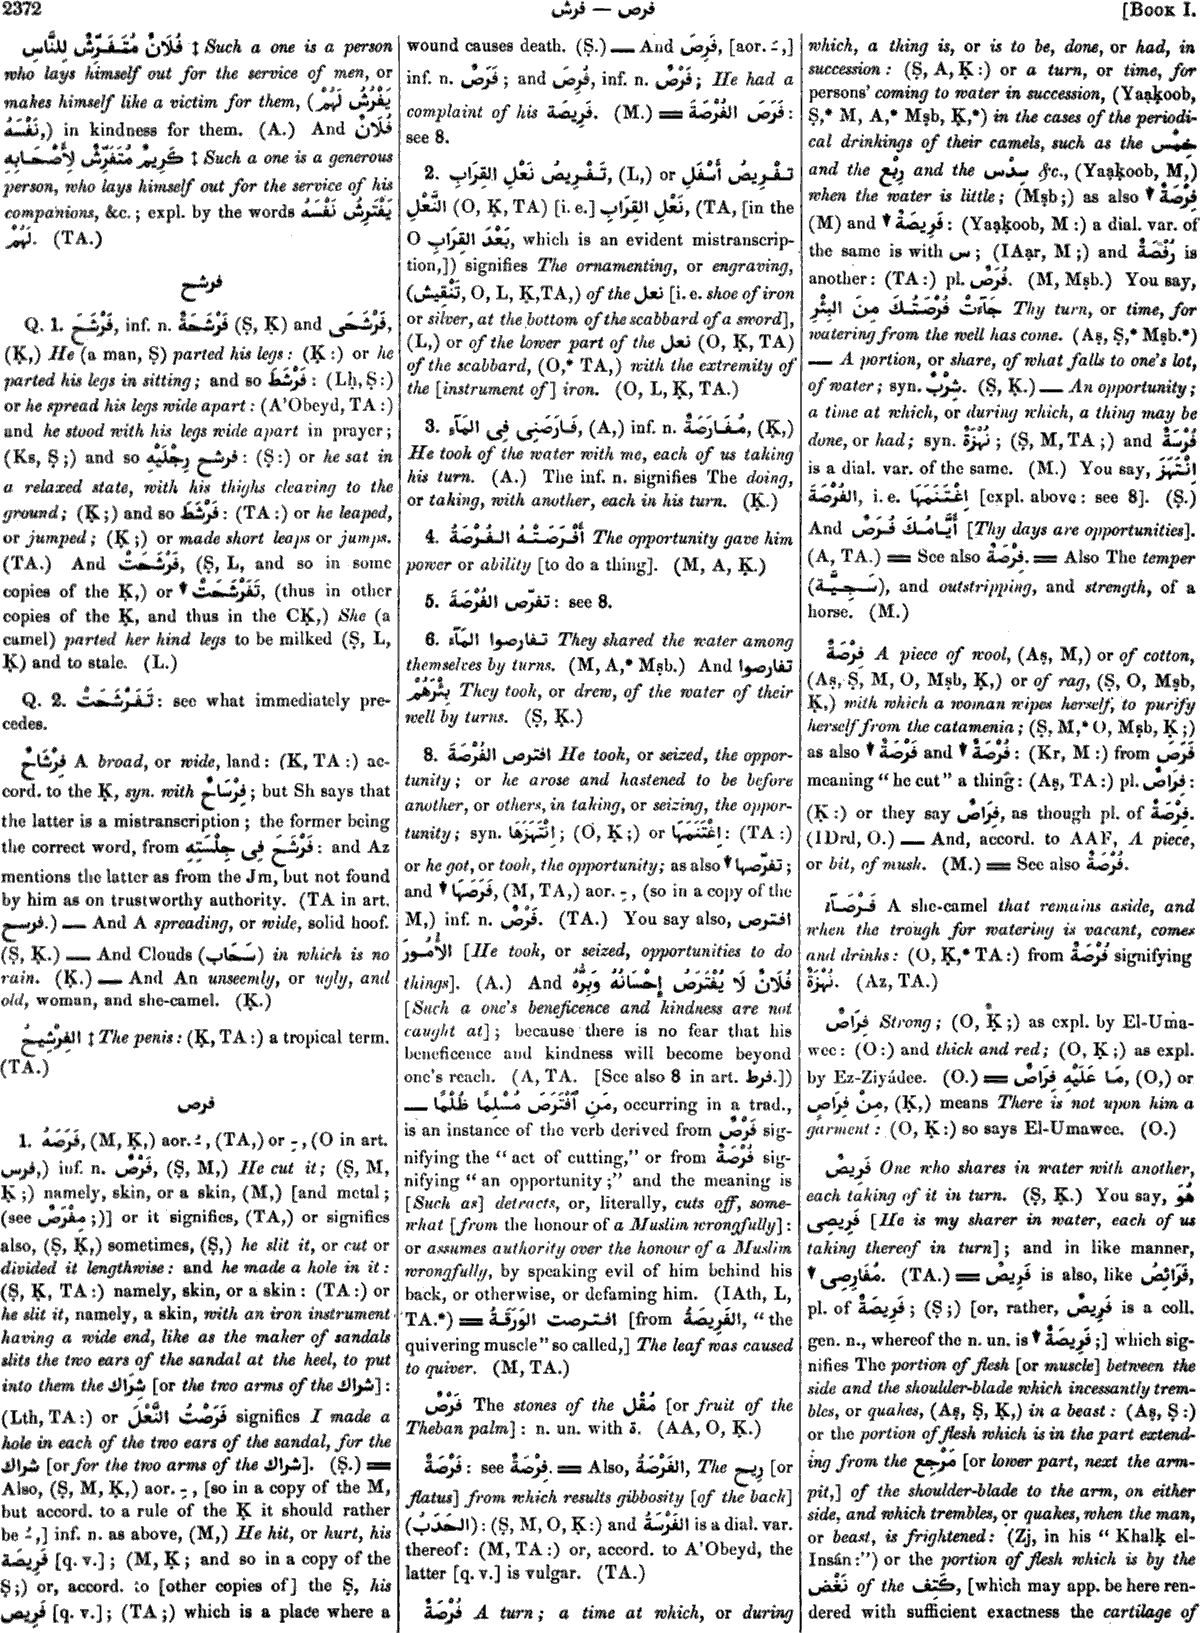 2372
فرص — فرش
[Book I.
فُلَانٌ مُتَفَرِّشٌ لِلنَّاسِ ‡ Such a one is a person
who lays himself out for the service of men, or
makes himself like a victim for them, (يَفْرُشُ لَهُمْ
نَفْسَهُ,) in kindness for them. (A.) And فُلَانٌ
كَرِيمٌ مُتَفَرِّشٌ لِأَصْحَابِهِ ‡ Such a one is a generous
person, who lays himself out for the service of his
companions, &c.; expl. by the words يَفْتَرِشُ نَفْسَهُ
لَهُمْ. (TA.)
فرشح
Q. 1. فَرْشَحَ, inf. n. فَرْشَحَةٌ (Ṣ, Ḳ) and فَرْشَحَى,
(Ḳ,) He (a man, Ṣ) parted his legs: (Ḳ:) or he
parted his legs in sitting; and so فَرْشَطَ: (Lḥ, Ṣ:)
or he spread his legs wide apart: (A'Obeyd, TA:)
and he stood with his legs wide apart in prayer;
(Ks, Ṣ;) and so فرشح رِجْلَيْهِ: (Ṣ:) or he sat in
a relaxed state, with his thighs cleaving to the
ground; (Ḳ;) and so فَرْشَطَ: (TA:) or he leaped,
or jumped; (Ḳ;) or made short leaps or jumps.
(TA.) And فَرْشَحَتْ, (Ṣ, L, and so in some
copies of the Ḳ,) or ▼ تَفَرْشَحَتْ, (thus in other
copies of the Ḳ, and thus in the CḲ,) She (a
camel) parted her hind legs to be milked (Ṣ, L,
Ḳ) and to stale. (L.)
Q. 2. تَفَرْشَحَتْ: see what immediately pre-
cedes.
فِرْشَاحٌ A broad, or wide, land: (K, TA:) ac-
cord. to the Ḳ, syn. with فِرْسَاحٌ; but Sh says that
the latter is a mistranscription; the former being
the correct word, from فَرْشَحَ فِى جِلْسَتِهِ: and Az
mentions the latter as from the Jm, but not found
by him as on trustworthy authority. (TA in art.
فرسح.) — And A spreading, or wide, solid hoof.
(Ṣ, Ḳ.) — And Clouds (سَحَاب) in which is no
rain. (Ḳ.) — And An unseemly, or ugly, and
old, woman, and she-camel. (Ḳ.)
الفِرْشِيحُ ‡ The penis: (Ḳ, TA:) a tropical term.
(TA.)
فرص
1. فَرَصَهُ, (M, Ḳ,) aor. ـُ, (TA,) or ـِ, (O in art.
فرس,) inf. n. فَرْصٌ, (Ṣ, M,) He cut it; (Ṣ, M,
Ḳ;) namely, skin, or a skin, (M,) [and metal;
(see مِفْرَصٌ;)] or it signifies, (TA,) or signifies
also, (Ṣ, Ḳ,) sometimes, (Ṣ,) he slit it, or cut or
divided it lengthwise: and he made a hole in it:
(Ṣ, Ḳ, TA:) namely, skin, or a skin: (TA:) or
he slit it, namely, a skin, with an iron instrument
having a wide end, like as the maker of sandals
slits the two ears of the sandal at the heel, to put
into them the شِرَاك [or the two arms of the شراك]:
(Lth, TA:) or فَرَصْتُ النَّعْلَ signifies I made a
hole in each of the two ears of the sandal, for the
شراك [or for the two arms of the شراك]. (Ṣ.) ═
Also, (Ṣ, M, Ḳ,) aor. ـِ, [so in a copy of the M,
but accord. to a rule of the Ḳ it should rather
be ـُ,] inf. n. as above, (M,) He hit, or hurt, his
فَرِيصَة [q. v.]; (M, Ḳ; and so in a copy of the
Ṣ;) or, accord. to [other copies of] the Ṣ, his
فَرِيص [q. v.]; (TA;) which is a place where a
wound causes death. (Ṣ.) — And فَرِصَ, [aor. ـَ,]
inf. n. فَرَصٌ; and فُرِصَ, inf. n. فَرْصٌ; He had a
complaint of his فَرِيصَة. (M.) ═ فَرَصَ الفُرْصَةَ:
see 8.
2. تَفْرِيصُ نَعْلِ القِرَابِ, (L,) or تَفْرِيصُ أَسْفَلِ
نَعْلِ القِرَابِ, (TA, [in the النَّعْلِ (O, Ḳ, TA) [i. e.]
O بَعْدَ القِرَابِ, which is an evident mistranscrip-
tion,]) signifies The ornamenting, or engraving,
(تَنْقِيش, O, L, Ḳ,TA,) of the نعل [i. e. shoe of iron
or silver, at the bottom of the scabbard of a sword],
(L,) or of the lower part of the نعل (O, Ḳ, TA)
of the scabbard, (O,* TA,) with the extremity of
the [instrument of] iron. (O, L, Ḳ, TA.)
3. فَارَصَنِى فِى المَآءِ, (A,) inf. n. مُفَارَصَةٌ, (Ḳ,)
He took of the water with me, each of us taking
his turn. (A.) The inf. n. signifies The doing,
or taking, with another, each in his turn. (Ḳ.)
4. أَفْرَصَتْهُ الفُرْصَةُ The opportunity gave him
power or ability [to do a thing]. (M, A, Ḳ.)
5. تفرّص الفُرْصَةَ: see 8.
6. تفارصوا المَآءَ They shared the water among
themselves by turns. (M, A,* Mṣb.) And تفارصوا
بِئْرَهُمْ They took, or drew, of the water of their
well by turns. (Ṣ, Ḳ.)
8. افترص الفُرْصَةَ He took, or seized, the oppor-
tunity; or he arose and hastened to be before
another, or others, in taking, or seizing, the oppor-
tunity; syn. اِنْتَهَزَهَا; (O, Ḳ;) or اِغْتَنَمَهَا: (TA:)
or he got, or took, the opportunity; as also ▼ تفرّصها;
and ▼ فَرَصَهَا, (M, TA,) aor. ـِ, (so in a copy of the
M,) inf. n. فَرْصٌ. (TA.) You say also, افترص
الأُمُورَ [He took, or seized, opportunities to do
things]. (A.) And فُلَانٌ لَا يُفْتَرَصُ إِحْسَانُهُ وَبِرُّهُ
[Such a one's beneficence and kindness are not
caught at]; because there is no fear that his
beneficence and kindness will become beyond
one's reach. (A, TA. [See also 8 in art. فرط.])
— مَنِ ٱفْتَرَصَ مُسْلِمًا ظُلْمًا, occurring in a trad.,
is an instance of the verb derived from فَرْصٌ sig-
nifying the "act of cutting," or from فُرْصَةٌ sig-
nifying "an opportunity;" and the meaning is
[Such as] detracts, or, literally, cuts off, some-
what [from the honour of a Muslim wrongfully]:
or assumes authority over the honour of a Muslim
wrongfully, by speaking evil of him behind his
back, or otherwise, or defaming him. (IAth, L,
TA.*) ═ افترصت الوَرَقَةُ [from الفَرِيصَةُ, "the
quivering muscle" so called,] The leaf was caused
to quiver. (M, TA.)
فَرْصٌ The stones of the مُقْل [or fruit of the
Theban palm]: n. un. with ة. (AA, O, Ḳ.)
فَرْصَةٌ: see فِرْصَةٌ. ═ Also, الفَرْصَةُ, The رِيح [or
flatus] from which results gibbosity [of the back]
(الحَدَبُ): (Ṣ, M, O, Ḳ:) and الفَرْسَةُ is a dial. var.
thereof: (M, TA:) or, accord. to A'Obeyd, the
latter [q. v.] is vulgar. (TA.)
فُرْصَةٌ A turn; a time at which, or during
which, a thing is, or is to be, done, or had, in
succession: (Ṣ, A, Ḳ:) or a turn, or time, for
persons' coming to water in succession, (Yaạḳoob,
Ṣ,* M, A,* Mṣb, Ḳ,*) in the cases of the periodi-
cal drinkings of their camels, such as the خِمْس
and the رِبْع and the سِدْس &c., (Yaạḳoob, M,)
when the water is little; (Mṣb;) as also ▼ فِرْصَةٌ
(M) and ▼ فَرِيصَةٌ: (Yaạḳoob, M:) a dial. var. of
the same is with س; (IAạr, M;) and رُفْصَةٌ is
another: (TA:) pl. فُرَصٌ. (M, Mṣb.) You say,
جَآءَتْ فُرْصَتُكَ مِنَ البِئْرِ Thy turn, or time, for
watering from the well has come. (Aṣ, Ṣ,* Mṣb.*)
— A portion, or share, of what falls to one's lot,
of water; syn. شِرْبٌ. (Ṣ, Ḳ.) — An opportunity;
a time at which, or during which, a thing may be
done, or had; syn. نُهْزَةٌ; (Ṣ, M, TA;) and فُرْسَةٌ
is a dial. var. of the same. (M.) You say, اِنْتَهَزَ
الفُرْصَةَ, i. e. اِغْتَنَمَهَا [expl. above: see 8]. (Ṣ.)
And أَيَّامُكَ فُرَصٌ [Thy days are opportunities].
(A, TA.) ═ See also فِرْصَةٌ. ═ Also The temper
(سَجِيَّة), and outstripping, and strength, of a
horse. (M.)
فِرْصَةٌ A piece of wool, (Aṣ, M,) or of cotton,
(Aṣ, Ṣ, M, O, Mṣb, Ḳ,) or of rag, (Ṣ, O, Mṣb,
Ḳ,) with which a woman wipes herself, to purify
herself from the catamenia; (Ṣ, M,* O, Mṣb, Ḳ;)
as also ▼ فَرْصَةٌ and ▼ فُرْصَةٌ: (Kr, M:) from فَرَصَ
meaning "he cut" a thing: (Aṣ, TA:) pl. فِرَاصٌ:
(Ḳ:) or they say فِرَاصٌ, as though pl. of فِرْصَةٌ.
(IDrd, O.) — And, accord. to AAF, A piece,
or bit, of musk. (M.) ═ See also فُرْصَةٌ.
فَرْصَآءُ A she-camel that remains aside, and
when the trough for watering is vacant, comes
and drinks: (O, Ḳ,* TA:) from فُرْصَةٌ signifying
نُهْزَةٌ. (Az, TA.)
فِرَاصٌ Strong; (O, Ḳ;) as expl. by El-Uma-
wee: (O:) and thick and red; (O, Ḳ;) as expl.
by Ez-Ziyádee. (O.) ═ مَا عَلَيْهِ فِرَاصٌ, (O,) or
مِنْ فِرَاصٍ, (Ḳ,) means There is not upon him a
garment: (O, Ḳ:) so says El-Umawee. (O.)
فَرِيصٌ One who shares in water with another,
each taking of it in turn. (Ṣ, Ḳ.) You say, هُوَ
فَرِيصِى [He is my sharer in water, each of us
taking thereof in turn]; and in like manner,
▼ مُفَارِصِى. (TA.) ═ فَرِيصٌ is also, like فَرَائِصُ,
pl. of فَرِيصَةٌ; (Ṣ;) [or, rather, فَرِيصٌ is a coll.
gen. n., whereof the n. un. is ▼ فَرِيصَةٌ;] which sig-
nifies The portion of flesh [or muscle] between the
side and the shoulder-blade which incessantly trem-
bles, or quakes, (Aṣ, Ṣ, Ḳ,) in a beast: (Aṣ, Ṣ:)
or the portion of flesh which is in the part extend-
ing from the مَرْجِع [or lower part, next the arm-
pit,] of the shoulder-blade to the arm, on either
side, and which trembles, or quakes, when the man,
or beast, is frightened: (Zj, in his "Khalḳ el-
Insán:") or the portion of flesh which is by the
نَغْض of the كَتِف, [which may app. be here ren-
dered with sufficient exactness the cartilage of